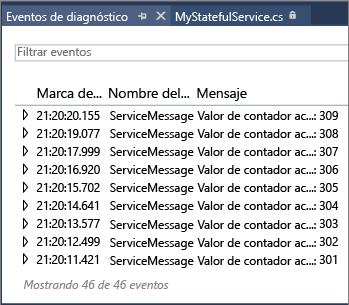 Eventos de diagnóstico MyStatefulService.cs
Filtrar eventos
Marca de... Nombre del... Mensaje
21:20:20.155 ServiceMessage Valor de contador ac...: 309
21:20:19.077 ServiceMessage Valor de contador ac...: 308
21:20:17.999 ServiceMessage Valor de contador ac...: 307
21:20:16.920 ServiceMessage Valor de contador ac...: 306
21:20:15.702 ServiceMessage Valor de contador ac...: 305
21:20:14.641 ServiceMessage Valor de contador ac...: 304
21:20:13.577 ServiceMessage Valor de contador ac...: 303
21:20:12.499 ServiceMessage Valor de contador ac...: 302
21:20:11.421 ServiceMessage Valor de contador ac...: 301
Mostrando 46 de 46 eventos